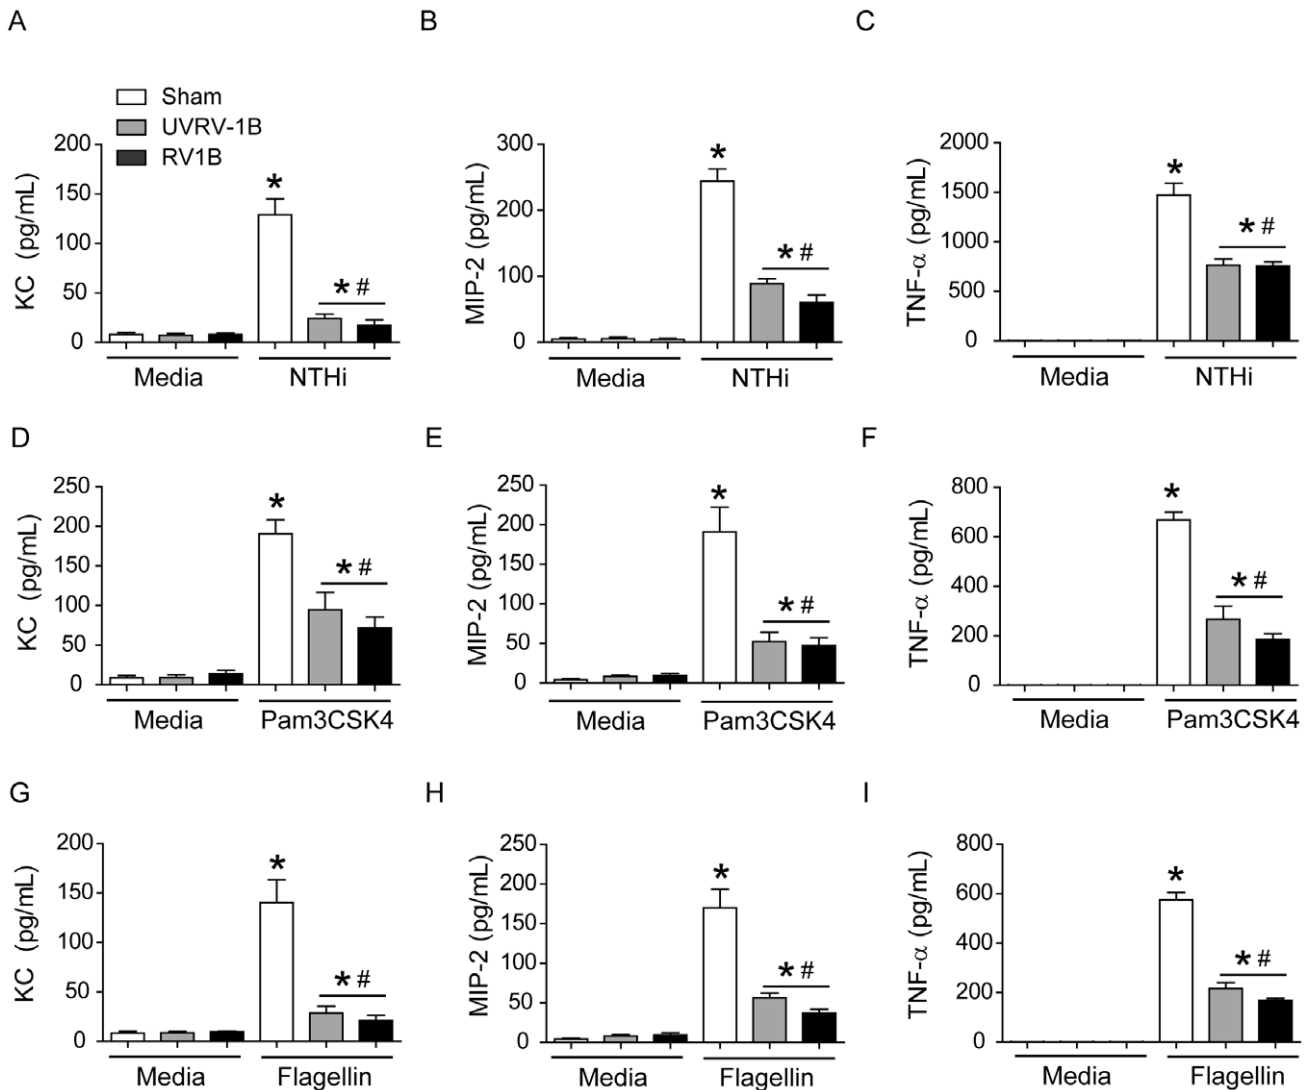 A
B
C
Sham
UVRV-1B
RV1B
KC (pg/mL)
200
150
100
50
0
*
* #
Media
NTHi
MIP-2 (pg/mL)
300
200
100
0
*
* #
Media
NTHi
TNF-α (pg/mL)
2000
1500
1000
500
0
*
* #
Media
NTHi
D
E
F
KC (pg/mL)
250
200
150
100
50
0
*
* #
Media
Pam3CSK4
MIP-2 (pg/mL)
250
200
150
100
50
0
*
* #
Media
Pam3CSK4
TNF-α (pg/mL)
800
600
400
200
0
*
* #
Media
Pam3CSK4
G
H
I
KC (pg/mL)
200
150
100
50
0
*
* #
Media
Flagellin
MIP-2 (pg/mL)
250
200
150
100
50
0
*
* #
Media
Flagellin
TNF-α (pg/mL)
800
600
400
200
0
*
* #
Media
Flagellin